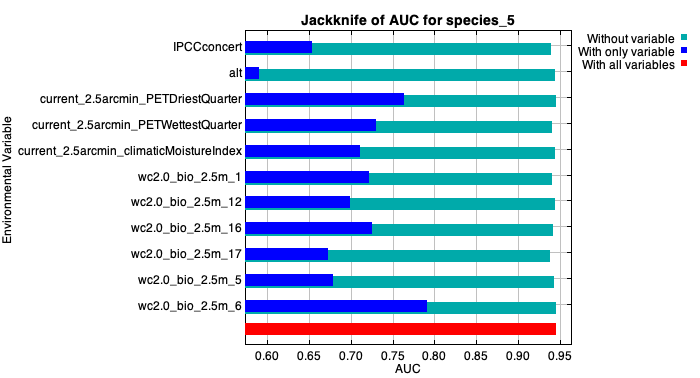 Jackknife of AUC for species_5
Without variable
With only variable
With all variables
Environmental Variable
IPCCconcert
alt
current_2.5arcmin_PETDriestQuarter
current_2.5arcmin_PETWettestQuarter
current_2.5arcmin_climaticMoistureIndex
wc2.0_bio_2.5m_1
wc2.0_bio_2.5m_12
wc2.0_bio_2.5m_16
wc2.0_bio_2.5m_17
wc2.0_bio_2.5m_5
wc2.0_bio_2.5m_6
0.60 0.65 0.70 0.75 0.80 0.85 0.90 0.95
AUC